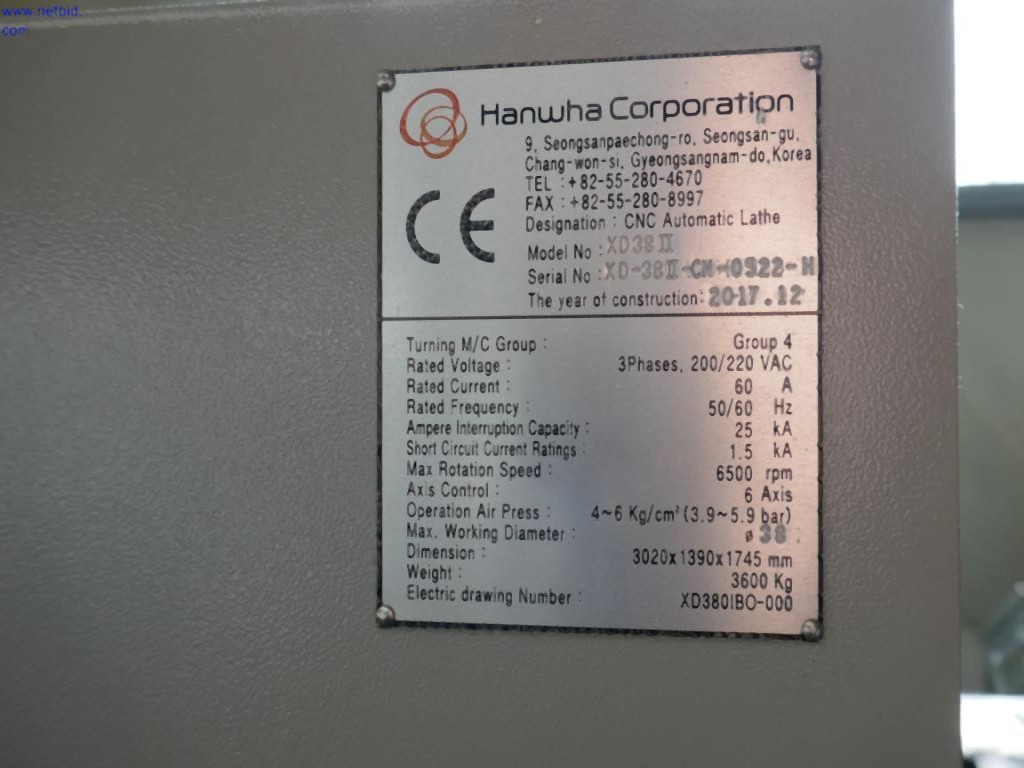 www.netbid.
com
Hanwha Corporation
9, Seongsanpaechong-ro, Seongsan-gu,
Chang-won-si, Gyeongsangnam-do,Korea
TEL :+82-55-280-4670
FAX :+82-55-280-8997
CE
Designation : CNC Automatic Lathe
Model No : XD38Ⅱ
Serial No : XD-38Ⅱ-CN-0922-H
The year of construction: 2017.12
Turning M/C Group : Group 4
Rated Voltage : 3Phases, 200/220 VAC
Rated Current : 60 A
Rated Frequency : 50/60 Hz
Ampere Interruption Capacity : 25 kA
Short Circuit Current Ratings : 1.5 kA
Max Rotation Speed : 6500 rpm
Axis Control : 6 Axis
Operation Air Press : 4~6 Kg/cm² (3.9~5.9 bar)
Max. Working Diameter : ø 38
Dimension : 3020x1390x1745 mm
Weight : 3600 Kg
Electric drawing Number : XD380IBO-000